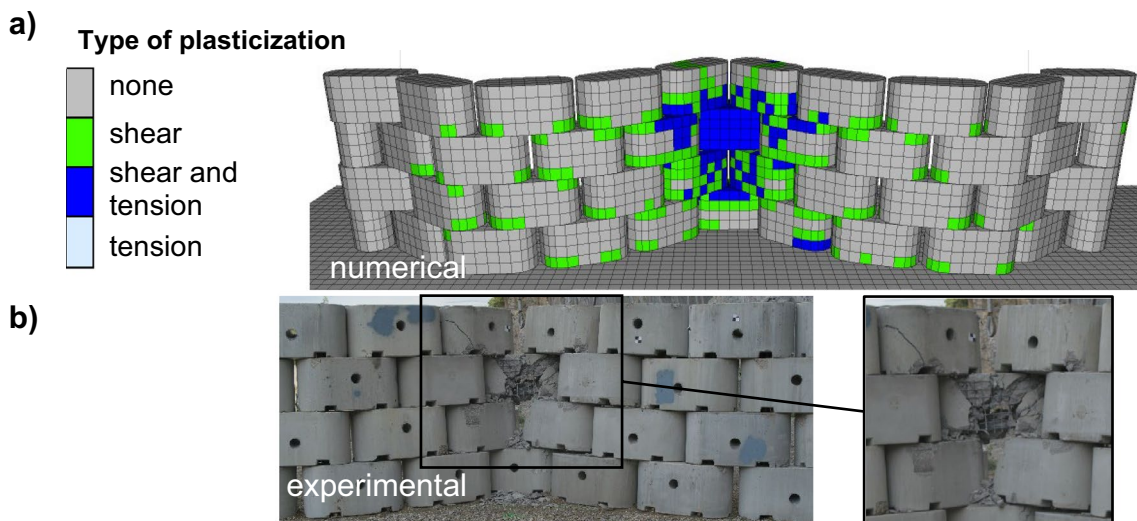 a)
Type of plasticization
none
shear
shear and
tension
tension
numerical
b)
experimental